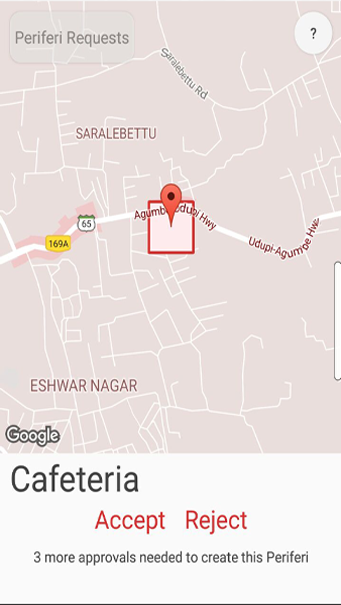 Periferi Requests
?
Saralebettu Rd
SARALEBETTU
65
Agumbe Udupi Hwy
169A
Udupi-Agumbe Hwy
ESHWAR NAGAR
Google
Cafeteria
Accept Reject
3 more approvals needed to create this Periferi